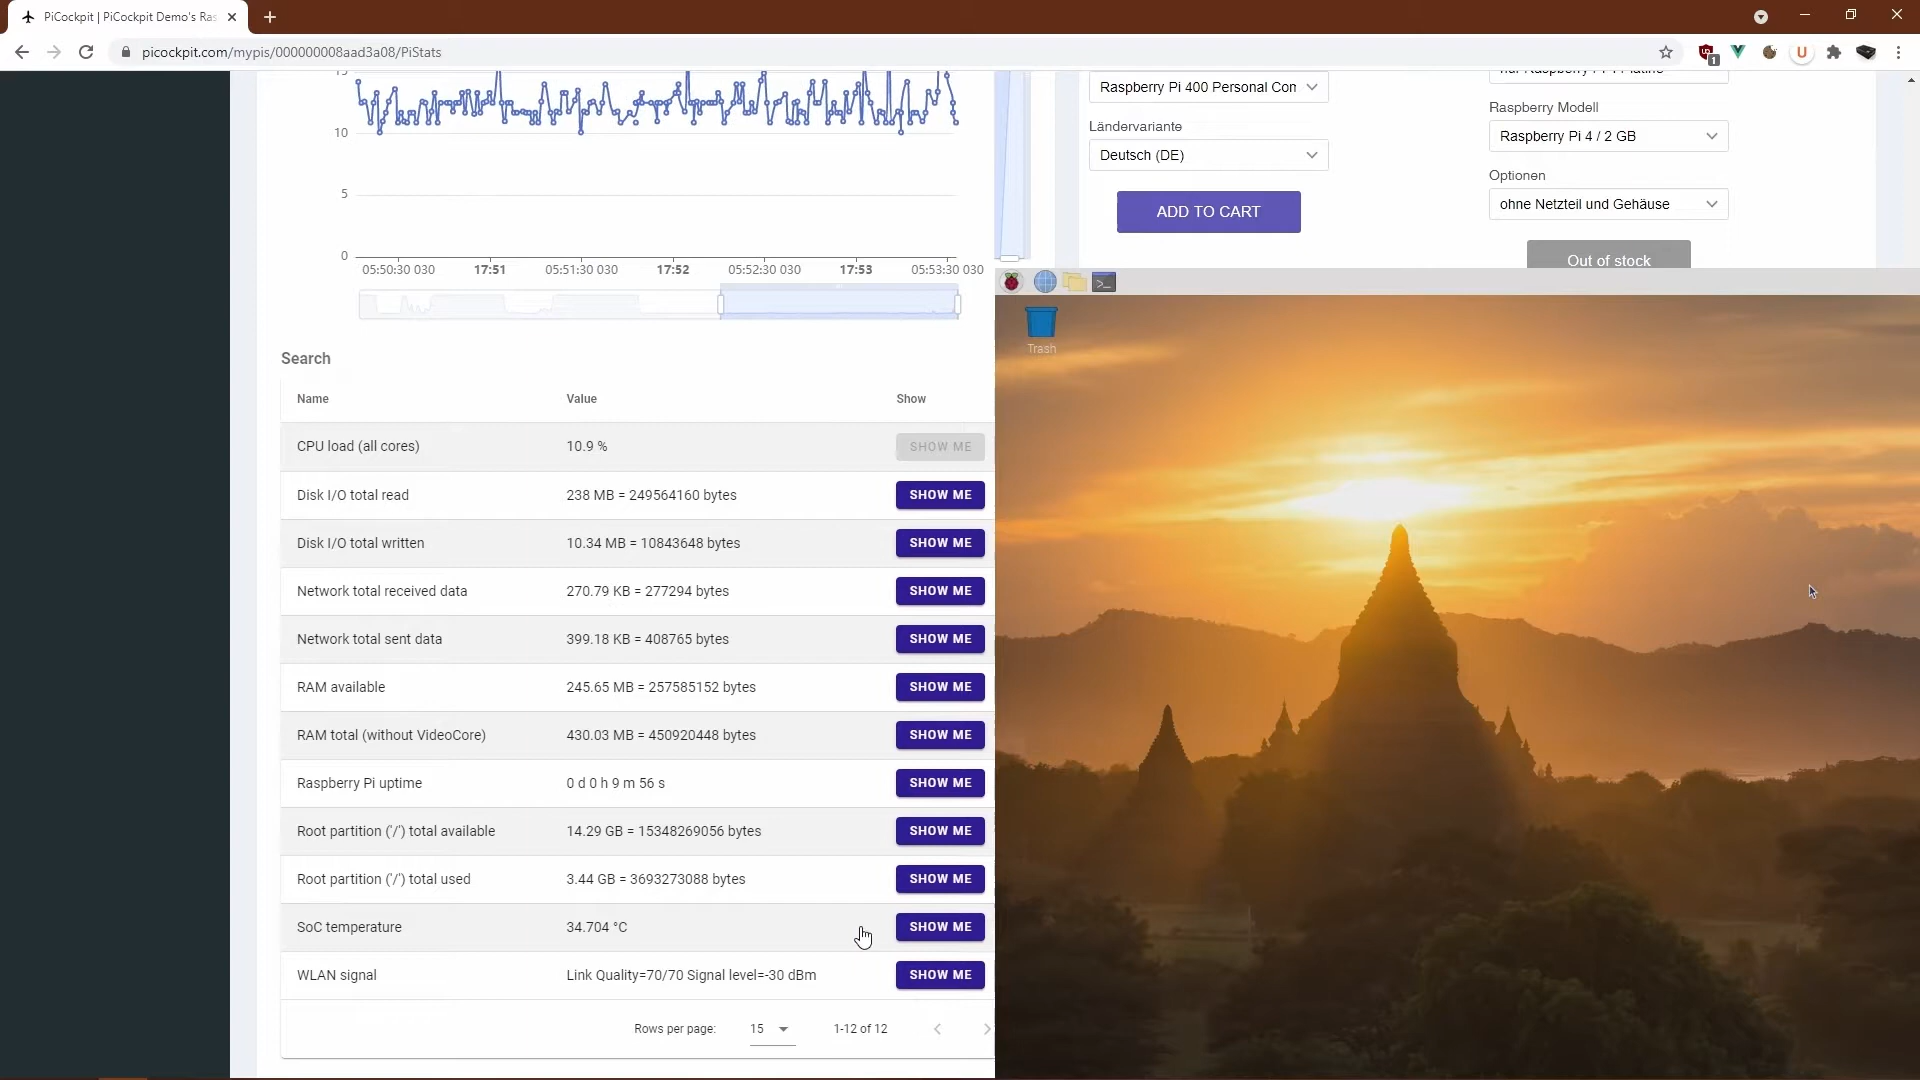 PiCockpit | PiCockpit Demo's Ras
picockpit.com/mypis/000000008aad3a08/PiStats
1
15
10
5
0
05:50:30 030 17:51 05:51:30 030 17:52 05:52:30 030 17:53 05:53:30 030
Search
Name Value Show
CPU load (all cores) 10.9 % SHOW ME
Disk I/O total read 238 MB = 249564160 bytes SHOW ME
Disk I/O total written 10.34 MB = 10843648 bytes SHOW ME
Network total received data 270.79 KB = 277294 bytes SHOW ME
Network total sent data 399.18 KB = 408765 bytes SHOW ME
RAM available 245.65 MB = 257585152 bytes SHOW ME
RAM total (without VideoCore) 430.03 MB = 450920448 bytes SHOW ME
Raspberry Pi uptime 0 d 0 h 9 m 56 s SHOW ME
Root partition ('/') total available 14.29 GB = 15348269056 bytes SHOW ME
Root partition ('/') total used 3.44 GB = 3693273088 bytes SHOW ME
SoC temperature 34.704 °C SHOW ME
WLAN signal Link Quality=70/70 Signal level=-30 dBm SHOW ME
Rows per page: 15 1-12 of 12
Raspberry Pi 400 Personal Com
Ländervariante
Deutsch (DE)
ADD TO CART
Raspberry Modell
Raspberry Pi 4 / 2 GB
Optionen
ohne Netzteil und Gehäuse
Out of stock
Trash